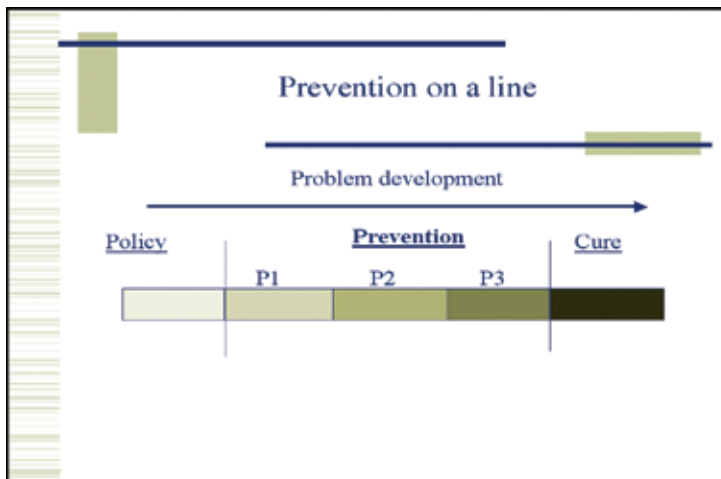 Prevention on a line
Problem development
Policy Prevention Cure
P1 P2 P3